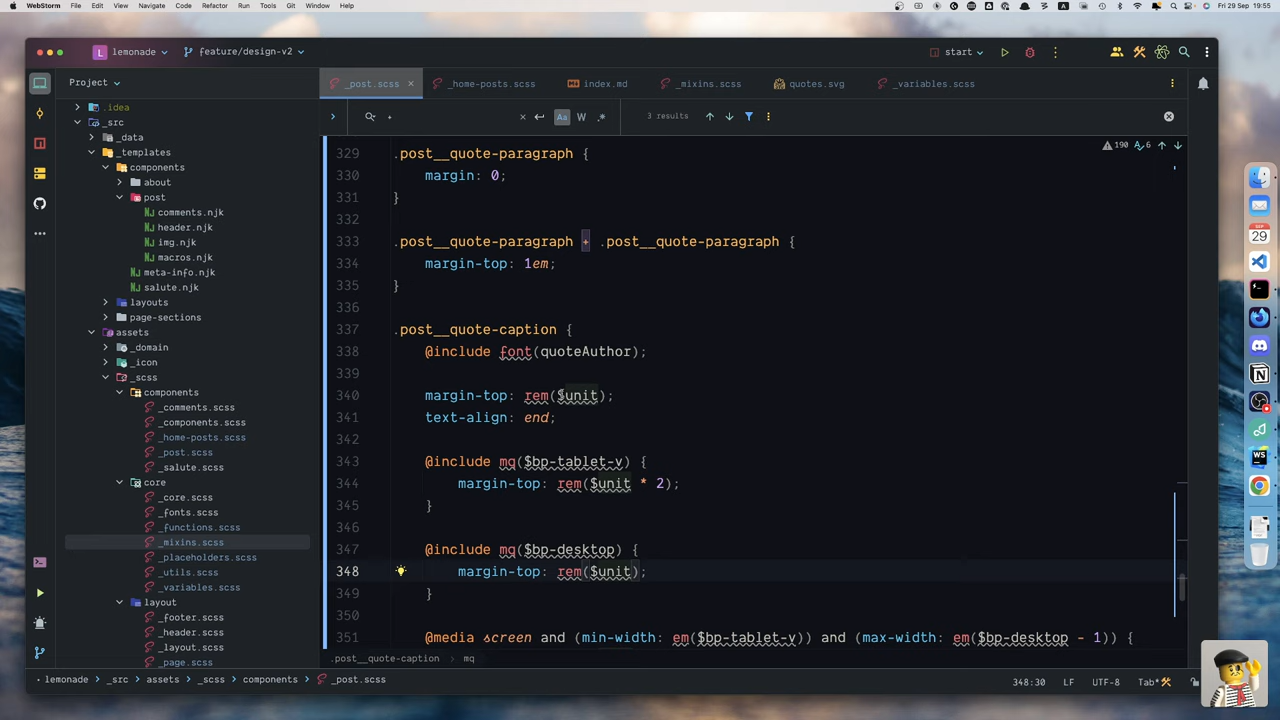 WebStorm File Edit View Navigate Code Refactor Run Tools Git Window Help
Fri 29 Sep 19:55
L lemonade feature/design-v2 start
Project
_post.scss _home-posts.scss index.md _mixins.scss quotes.svg _variables.scss
+ Aa W .* 3 results
190 6
.idea
_src
_data
_templates
components
about
post
comments.njk
header.njk
img.njk
macros.njk
meta-info.njk
salute.njk
layouts
page-sections
assets
_domain
_icon
_scss
components
_comments.scss
_components.scss
_home-posts.scss
_post.scss
_salute.scss
core
_core.scss
_fonts.scss
_functions.scss
_mixins.scss
_placeholders.scss
_utils.scss
_variables.scss
layout
_footer.scss
_header.scss
_layout.scss
_page.scss
329 .post__quote-paragraph {
330 margin: 0;
331 }
332
333 .post__quote-paragraph + .post__quote-paragraph {
334 margin-top: 1em;
335 }
336
337 .post__quote-caption {
338 @include font(quoteAuthor);
339
340 margin-top: rem($unit);
341 text-align: end;
342
343 @include mq($bp-tablet-v) {
344 margin-top: rem($unit * 2);
345 }
346
347 @include mq($bp-desktop) {
348 margin-top: rem($unit);
349 }
350
351 @media screen and (min-width: em($bp-tablet-v)) and (max-width: em($bp-desktop - 1)) {
.post__quote-caption mq
lemonade _src assets _scss components _post.scss
348:30 LF UTF-8 Tab*
SEP
29
WS